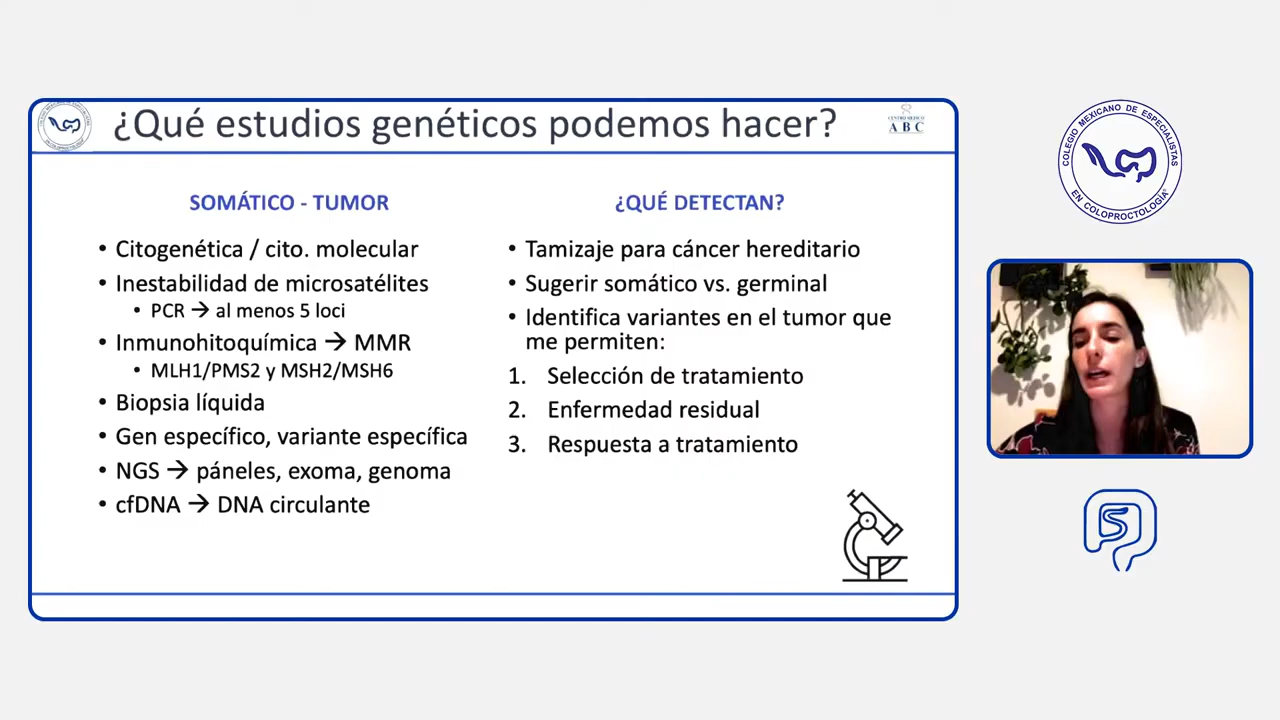 ¿Qué estudios genéticos podemos hacer?
CENTRO MÉDICO
ABC
SOMÁTICO - TUMOR
• Citogenética / cito. molecular
• Inestabilidad de microsatélites
• PCR → al menos 5 loci
• Inmunohitoquímica → MMR
• MLH1/PMS2 y MSH2/MSH6
• Biopsia líquida
• Gen específico, variante específica
• NGS → páneles, exoma, genoma
• cfDNA → DNA circulante
¿QUÉ DETECTAN?
• Tamizaje para cáncer hereditario
• Sugerir somático vs. germinal
• Identifica variantes en el tumor que
me permiten:
1. Selección de tratamiento
2. Enfermedad residual
3. Respuesta a tratamiento
COLEGIO MEXICANO DE ESPECIALISTAS
EN COLOPROCTOLOGÍA